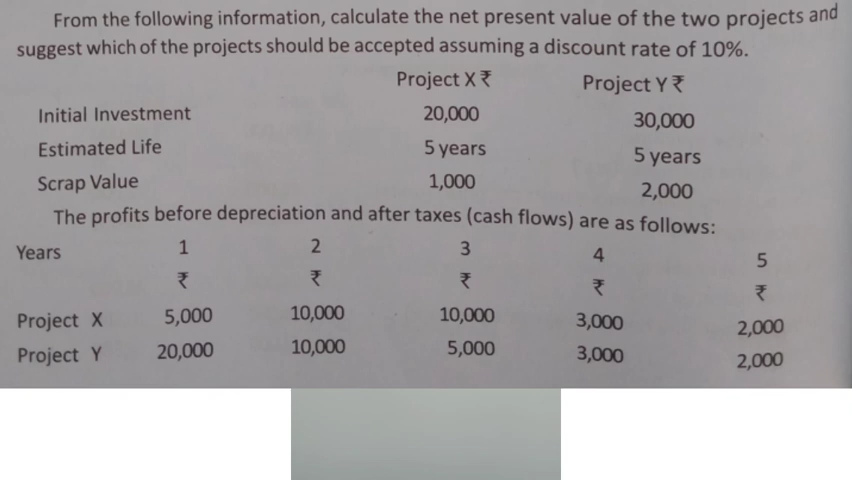 From the following information, calculate the net present value of the two projects and
suggest which of the projects should be accepted assuming a discount rate of 10%.
Project X ₹ Project Y ₹
Initial Investment 20,000 30,000
Estimated Life 5 years 5 years
Scrap Value 1,000 2,000
The profits before depreciation and after taxes (cash flows) are as follows:
Years 1 2 3 4 5
₹ ₹ ₹ ₹ ₹
Project X 5,000 10,000 10,000 3,000 2,000
Project Y 20,000 10,000 5,000 3,000 2,000